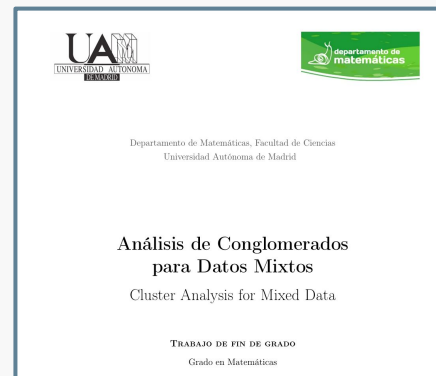 UAM
UNIVERSIDAD AUTONOMA
DE MADRID
departamento de
matemáticas
Departamento de Matemáticas, Facultad de Ciencias
Universidad Autónoma de Madrid
Análisis de Conglomerados
para Datos Mixtos
Cluster Analysis for Mixed Data
Trabajo de fin de grado
Grado en Matemáticas